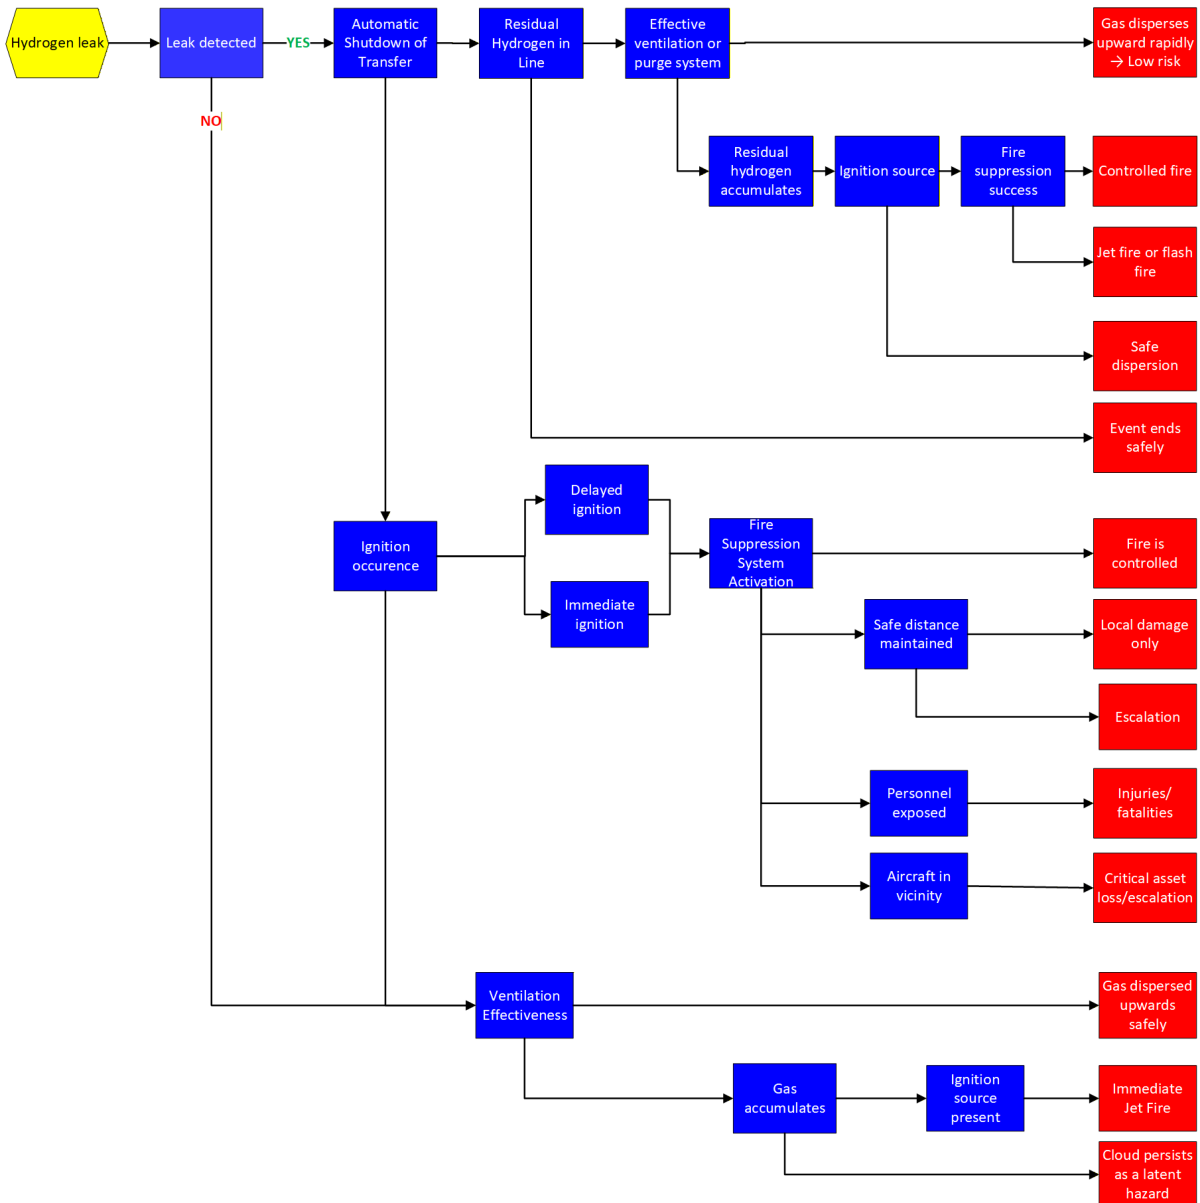 Hydrogen leak
Leak detected
YES
NO
Automatic
Shutdown of
Transfer
Residual
Hydrogen in
Line
Effective
ventilation or
purge system
Gas disperses
upward rapidly
→ Low risk
Residual
hydrogen
accumulates
Ignition source
Fire
suppression
success
Controlled fire
Jet fire or flash
fire
Safe
dispersion
Event ends
safely
Delayed
ignition
Ignition
occurence
Immediate
ignition
Fire
Suppression
System
Activation
Fire is
controlled
Safe distance
maintained
Local damage
only
Escalation
Personnel
exposed
Injuries/
fatalities
Aircraft in
vicinity
Critical asset
loss/escalation
Ventilation
Effectiveness
Gas dispersed
upwards
safely
Gas
accumulates
Ignition
source
present
Immediate
Jet Fire
Cloud persists
as a latent
hazard